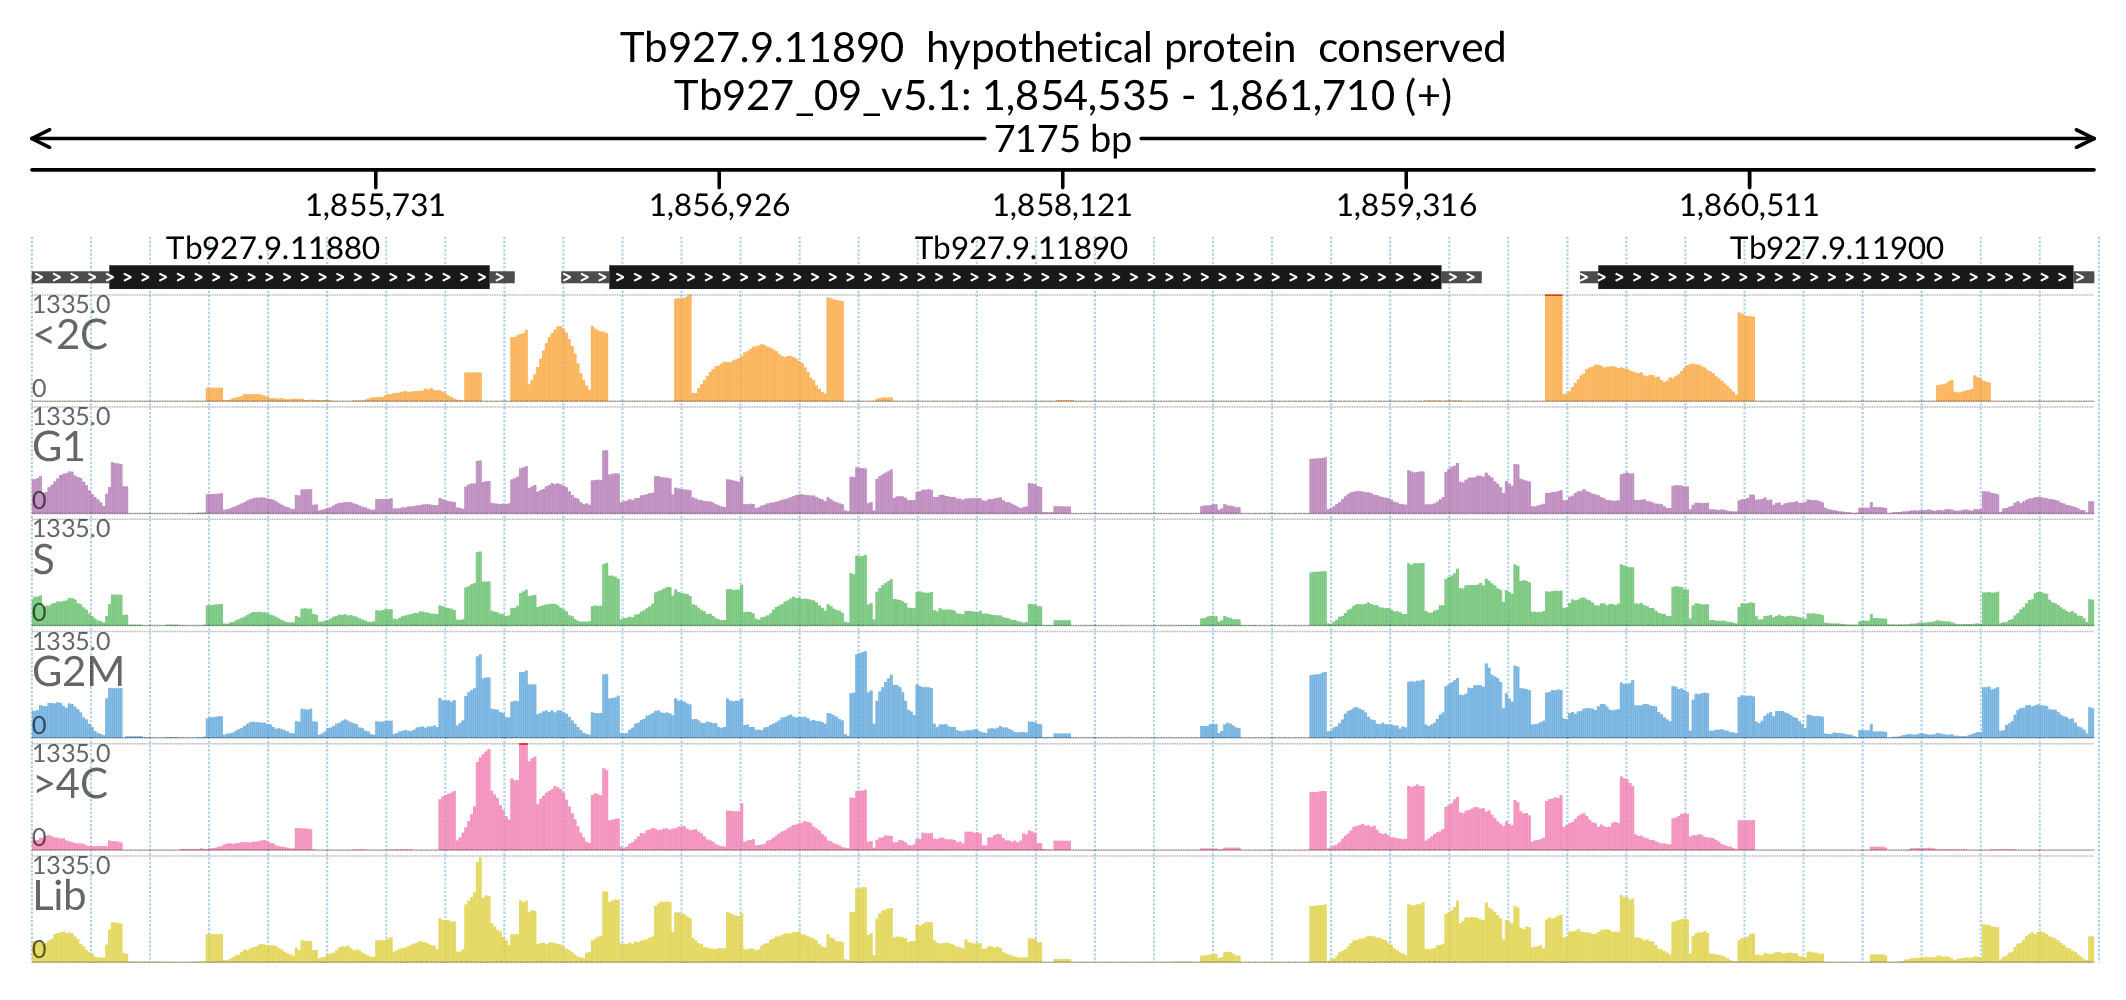 Tb927.9.11890  hypothetical protein  conserved
Tb927_09_v5.1: 1,854,535 - 1,861,710 (+)
7175 bp
1,855,731 1,856,926 1,858,121 1,859,316 1,860,511
Tb927.9.11880 Tb927.9.11890 Tb927.9.11900
1335.0
<2C
0
1335.0
G1
0
1335.0
S
0
1335.0
G2M
0
1335.0
>4C
0
1335.0
Lib
0